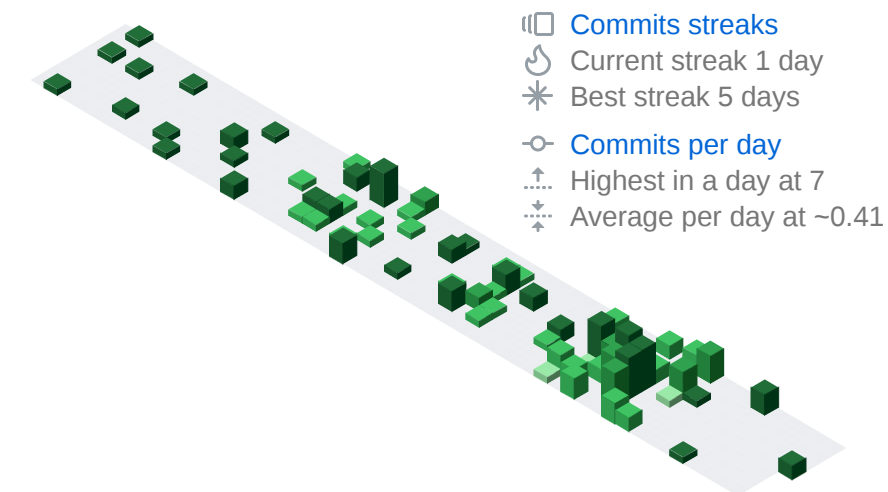 Commits streaks
Current streak 1 day
Best streak 5 days
Commits per day
Highest in a day at 7
Average per day at ~0.41